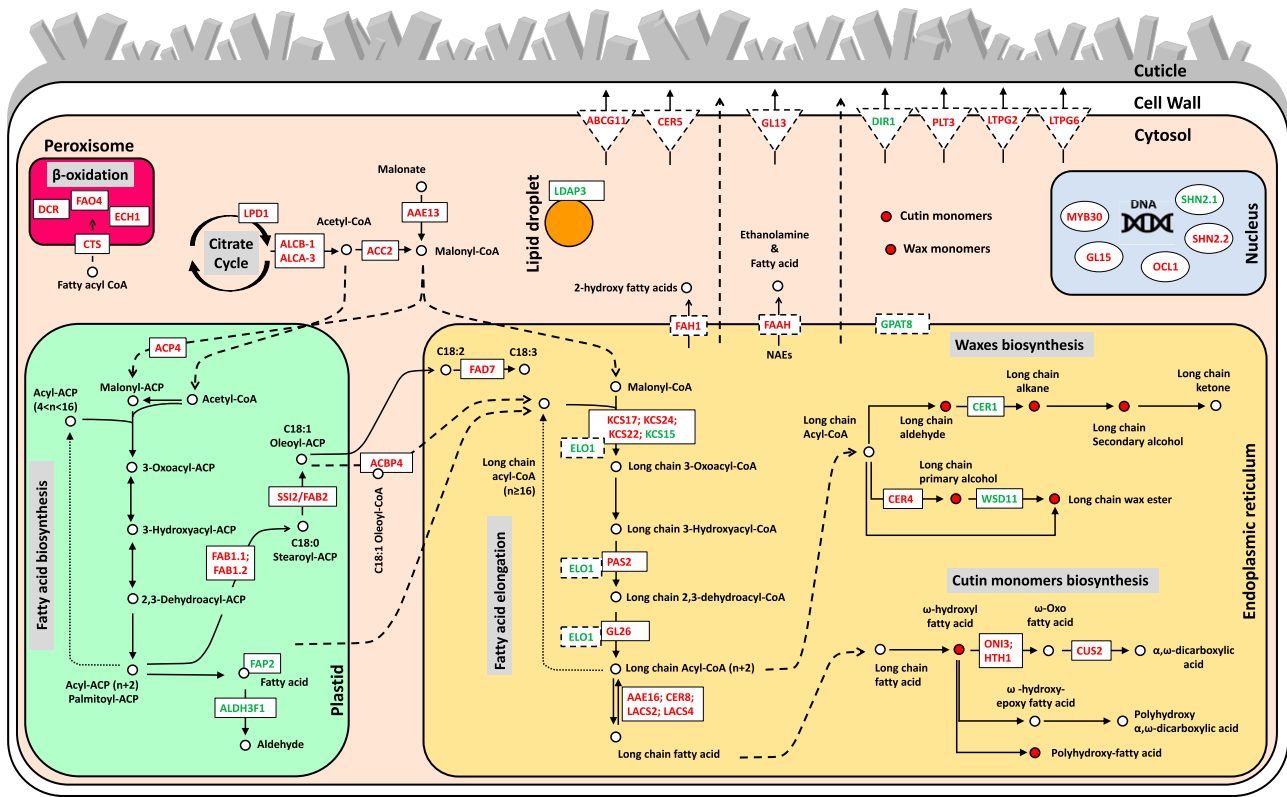 Cuticle
Cell Wall
Cytosol
ABCG11
CER5
GL13
DIR1
PLT3
LTPG2
LTPG6
Peroxisome
β-oxidation
DCR
FAO4
ECH1
CTS
Fatty acyl CoA
LPD1
Citrate
Cycle
ALCB-1
ALCA-3
Acetyl-CoA
ACC2
Malonate
AAE13
Malonyl-CoA
Lipid droplet
LDAP3
Cutin monomers
Wax monomers
Ethanolamine
&
Fatty acid
2-hydroxy fatty acids
FAH1
FAAH
NAEs
GPAT8
Nucleus
DNA
MYB30
SHN2.1
SHN2.2
GL15
OCL1
Plastid
Fatty acid biosynthesis
ACP4
Malonyl-ACP
Acetyl-CoA
Acyl-ACP
(4<n<16)
3-Oxoacyl-ACP
3-Hydroxyacyl-ACP
2,3-Dehydroacyl-ACP
Acyl-ACP (n+2)
Palmitoyl-ACP
FAB1.1;
FAB1.2
C18:1
Oleoyl-ACP
SSI2/FAB2
C18:0
Stearoyl-ACP
FAP2
Fatty acid
ALDH3F1
Aldehyde
ACBP4
C18:1 Oleoyl-CoA
Endoplasmic reticulum
C18:2
FAD7
C18:3
Fatty acid elongation
Long chain
acyl-CoA
(n≥16)
Malonyl-CoA
KCS17; KCS24;
KCS22; KCS15
ELO1
Long chain 3-Oxoacyl-CoA
Long chain 3-Hydroxyacyl-CoA
ELO1
PAS2
Long chain 2,3-dehydroacyl-CoA
ELO1
GL26
Long chain Acyl-CoA (n+2)
AAE16; CER8;
LACS2; LACS4
Long chain fatty acid
Waxes biosynthesis
Long chain
Acyl-CoA
Long chain
aldehyde
CER1
Long chain
alkane
Long chain
Secondary alcohol
Long chain
ketone
CER4
Long chain
primary alcohol
WSD11
Long chain wax ester
Cutin monomers biosynthesis
Long chain
fatty acid
ω-hydroxyl
fatty acid
ONI3;
HTH1
ω-Oxo
fatty acid
CUS2
α,ω-dicarboxylic
acid
ω -hydroxy-
epoxy fatty acid
Polyhydroxy
α,ω-dicarboxylic acid
Polyhydroxy-fatty acid